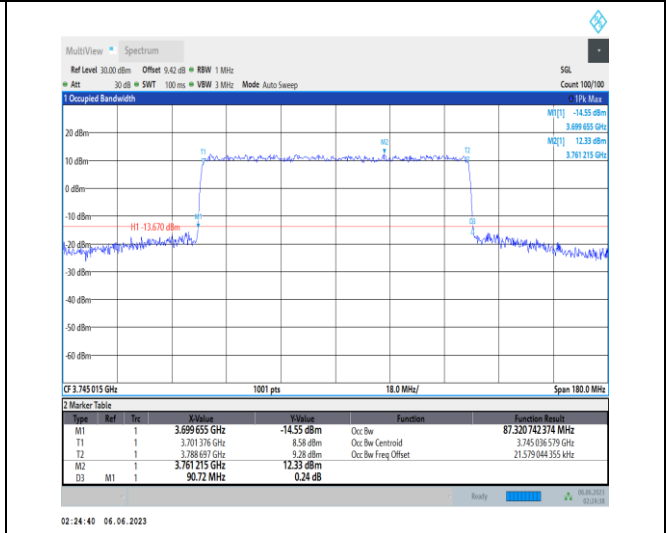 MultiView Spectrum
Ref Level 30.00 dBm Offset 9.42 dB RBW 1 MHz SGL
Att 30 dB SWT 100 ms VBW 3 MHz Mode Auto Sweep Count 100/100
1 Occupied Bandwidth 1Pk Max
M1[1] -14.55 dBm
3.699 655 GHz
M2[1] 12.33 dBm
3.761 215 GHz
20 dBm
M2
T1 T2
10 dBm
0 dBm
-10 dBm
M1 D3
H1 -13.670 dBm
-20 dBm
-30 dBm
-40 dBm
-50 dBm
-60 dBm
CF 3.745 015 GHz 1001 pts 18.0 MHz/ Span 180.0 MHz
2 Marker Table
Type Ref Trc X-Value Y-Value Function Function Result
M1 1 3.699 655 GHz -14.55 dBm Occ Bw 87.320 742 374 MHz
T1 1 3.701 376 GHz 8.58 dBm Occ Bw Centroid 3.745 036 579 GHz
T2 1 3.788 697 GHz 9.28 dBm Occ Bw Freq Offset 21.579 044 355 kHz
M2 1 3.761 215 GHz 12.33 dBm
D3 M1 1 90.72 MHz 0.24 dB
Ready 06.06.2023
02:24:38
02:24:40 06.06.2023